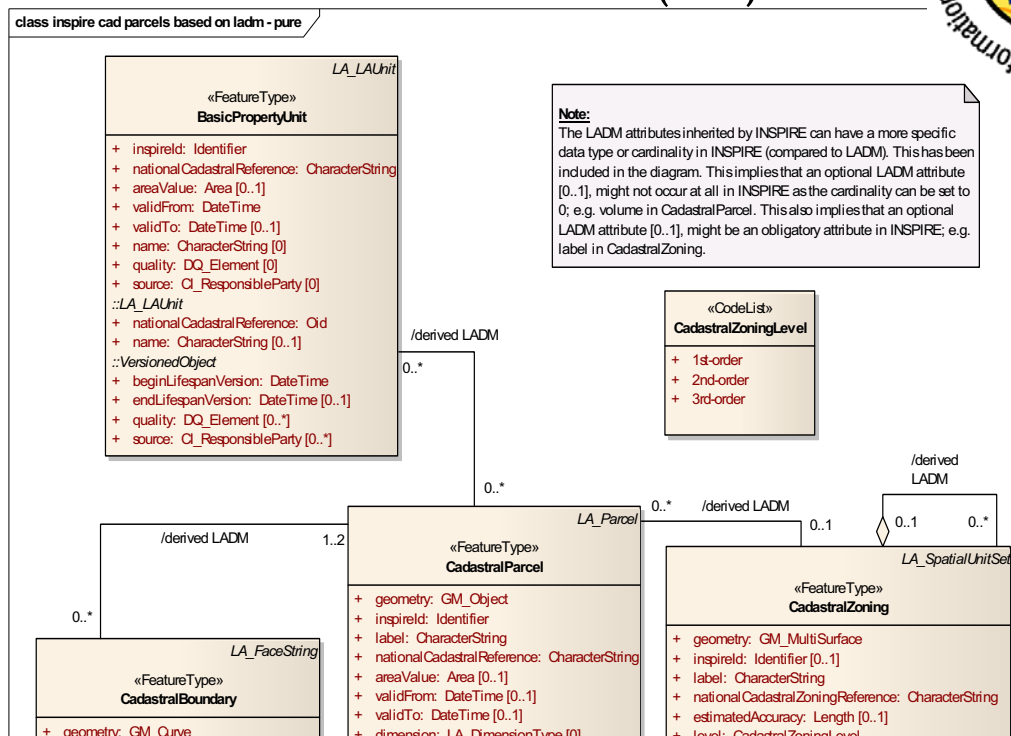 class inspire cad parcels based on ladm - pure
LA_LAUnit
«FeatureType»
BasicPropertyUnit
+ inspireId: Identifier
+ nationalCadastralReference: CharacterString
+ areaValue: Area [0..1]
+ validFrom: DateTime
+ validTo: DateTime [0..1]
+ name: CharacterString [0]
+ quality: DQ_Element [0]
+ source: CI_ResponsibleParty [0]
::LA_LAUnit
+ nationalCadastralReference: Oid
+ name: CharacterString [0..1]
::VersionedObject
+ beginLifespanVersion: DateTime
+ endLifespanVersion: DateTime [0..1]
+ quality: DQ_Element [0..*]
+ source: CI_ResponsibleParty [0..*]
Note:
The LADM attributes inherited by INSPIRE can have a more specific
data type or cardinality in INSPIRE (compared to LADM). This has been
included in the diagram. This implies that an optional LADM attribute
[0..1], might not occur at all in INSPIRE as the cardinality can be set to
0; e.g. volume in CadastralParcel. This also implies that an optional
LADM attribute [0..1], might be an obligatory attribute in INSPIRE; e.g.
label in CadastralZoning.
«CodeList»
CadastralZoningLevel
+ 1st-order
+ 2nd-order
+ 3rd-order
/derived LADM
0..*
0..*
/derived
LADM
0..1
0..*
0..*
/derived LADM
0..1
/derived LADM
1..2
0..*
LA_Parcel
«FeatureType»
CadastralParcel
+ geometry: GM_Object
+ inspireId: Identifier
+ label: CharacterString
+ nationalCadastralReference: CharacterString
+ areaValue: Area [0..1]
+ validFrom: DateTime [0..1]
+ validTo: DateTime [0..1]
+ dimension: LA_DimensionType [0]
LA_SpatialUnitSet
«FeatureType»
CadastralZoning
+ geometry: GM_MultiSurface
+ inspireId: Identifier [0..1]
+ label: CharacterString
+ nationalCadastralZoningReference: CharacterString
+ estimatedAccuracy: Length [0..1]
+ level: CadastralZoningLevel
LA_FaceString
«FeatureType»
CadastralBoundary
+ geometry: GM_Curve